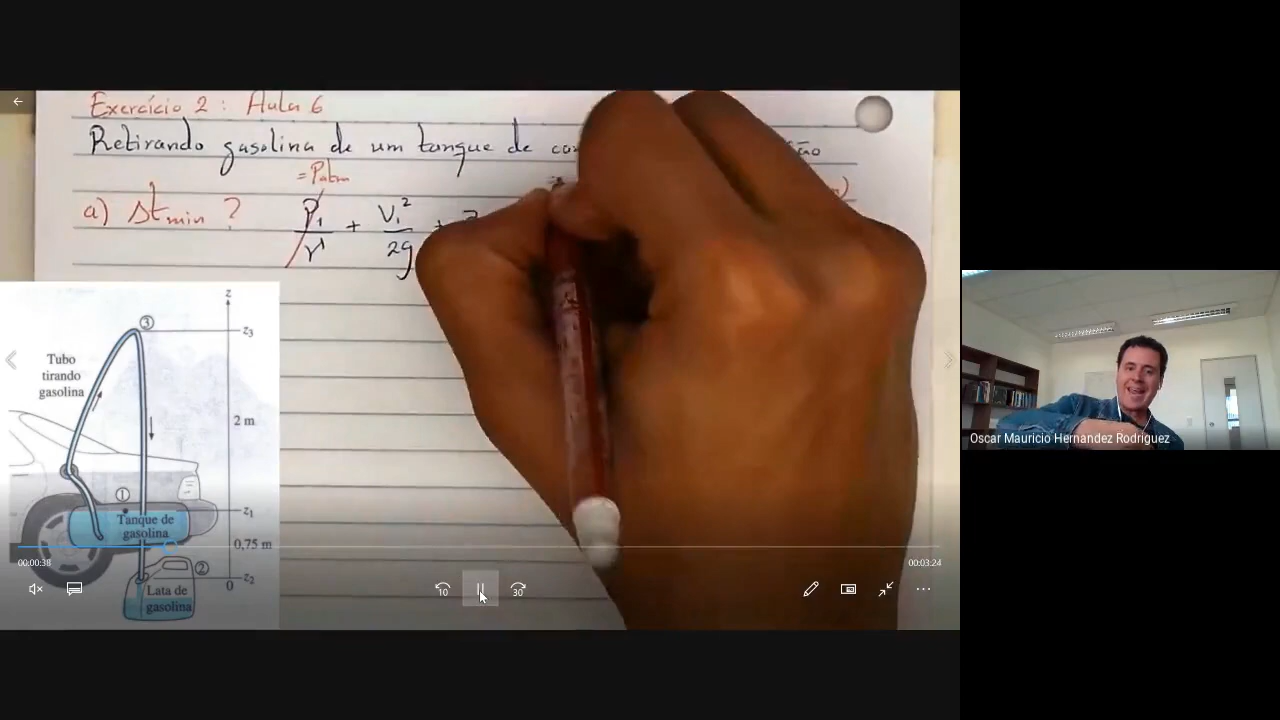 Exercício 2 : Aula 6
Retirando gasolina de um tanque de
= Patm
a) Δt min ? P₁/γ + V₁²/2g +
z
③
z₃
Tubo
tirando
gasolina
2 m
①
z₁
Tanque de
gasolina
0,75 m
②
z₂
0
Lata de
gasolina
00:00:38
00:03:24
10
30
Oscar Mauricio Hernandez Rodriguez